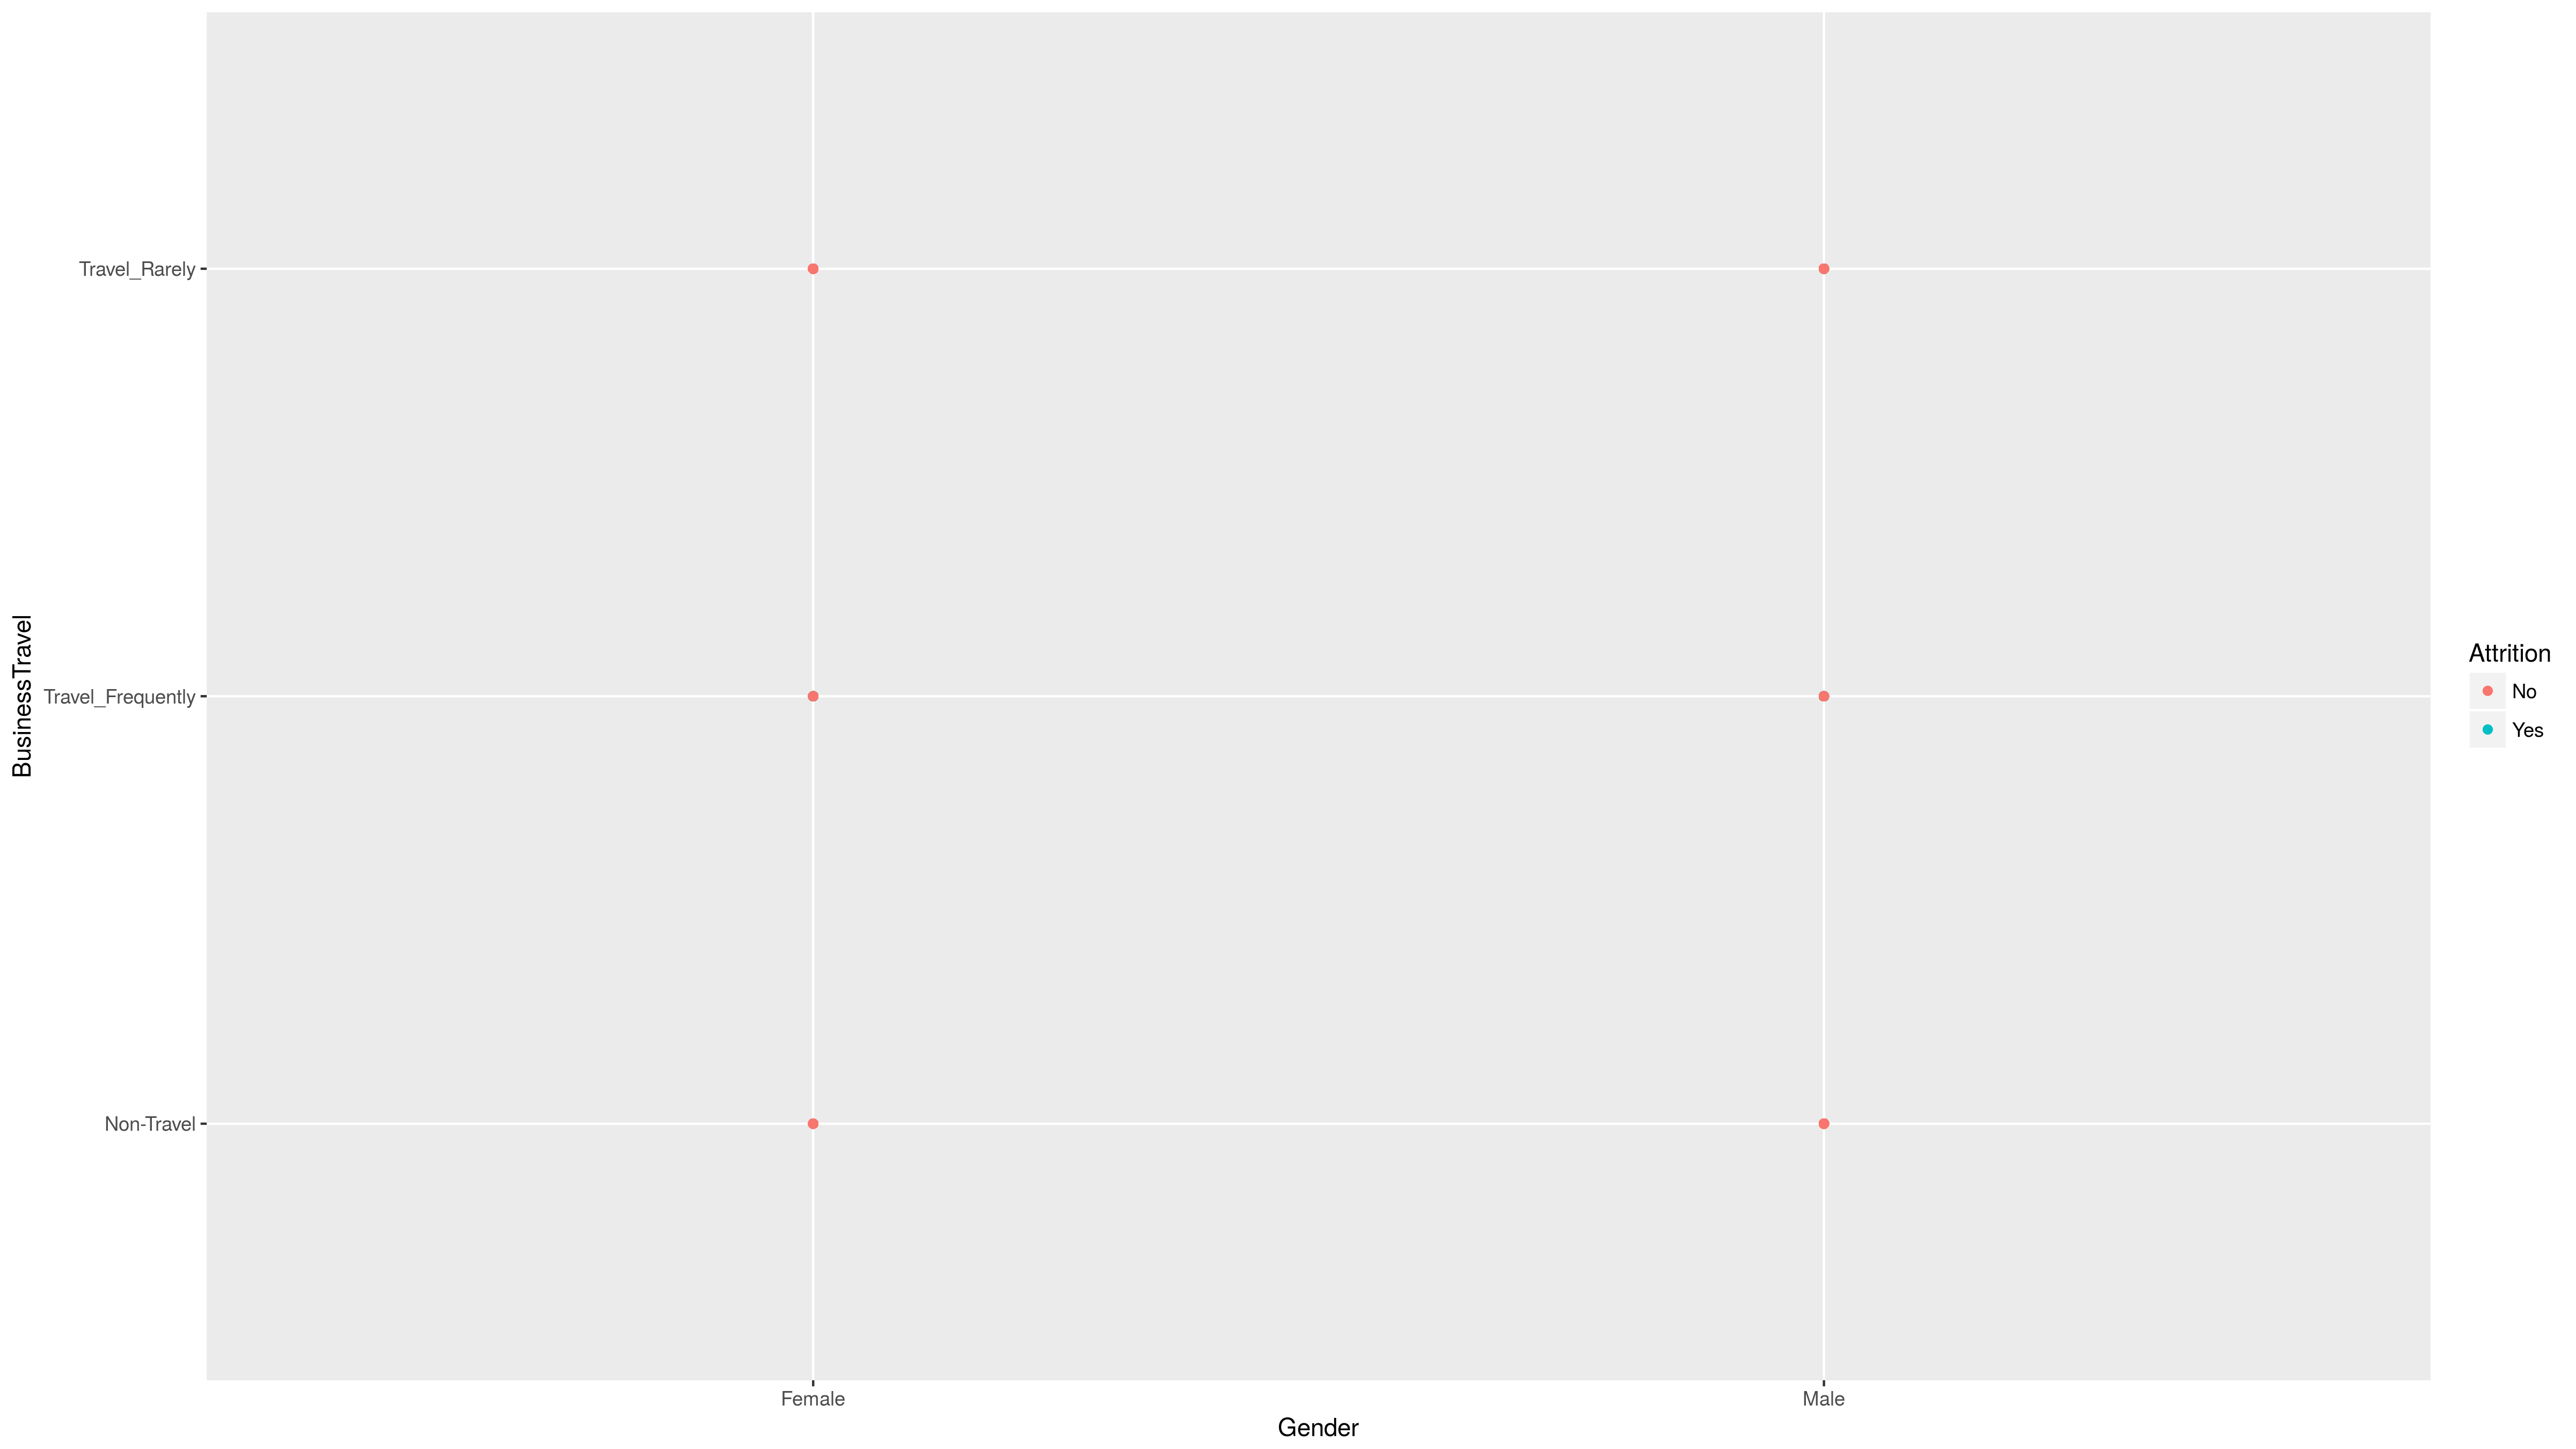 Travel_Rarely
Travel_Frequently
Non-Travel
BusinessTravel
Female
Male
Gender
Attrition
No
Yes